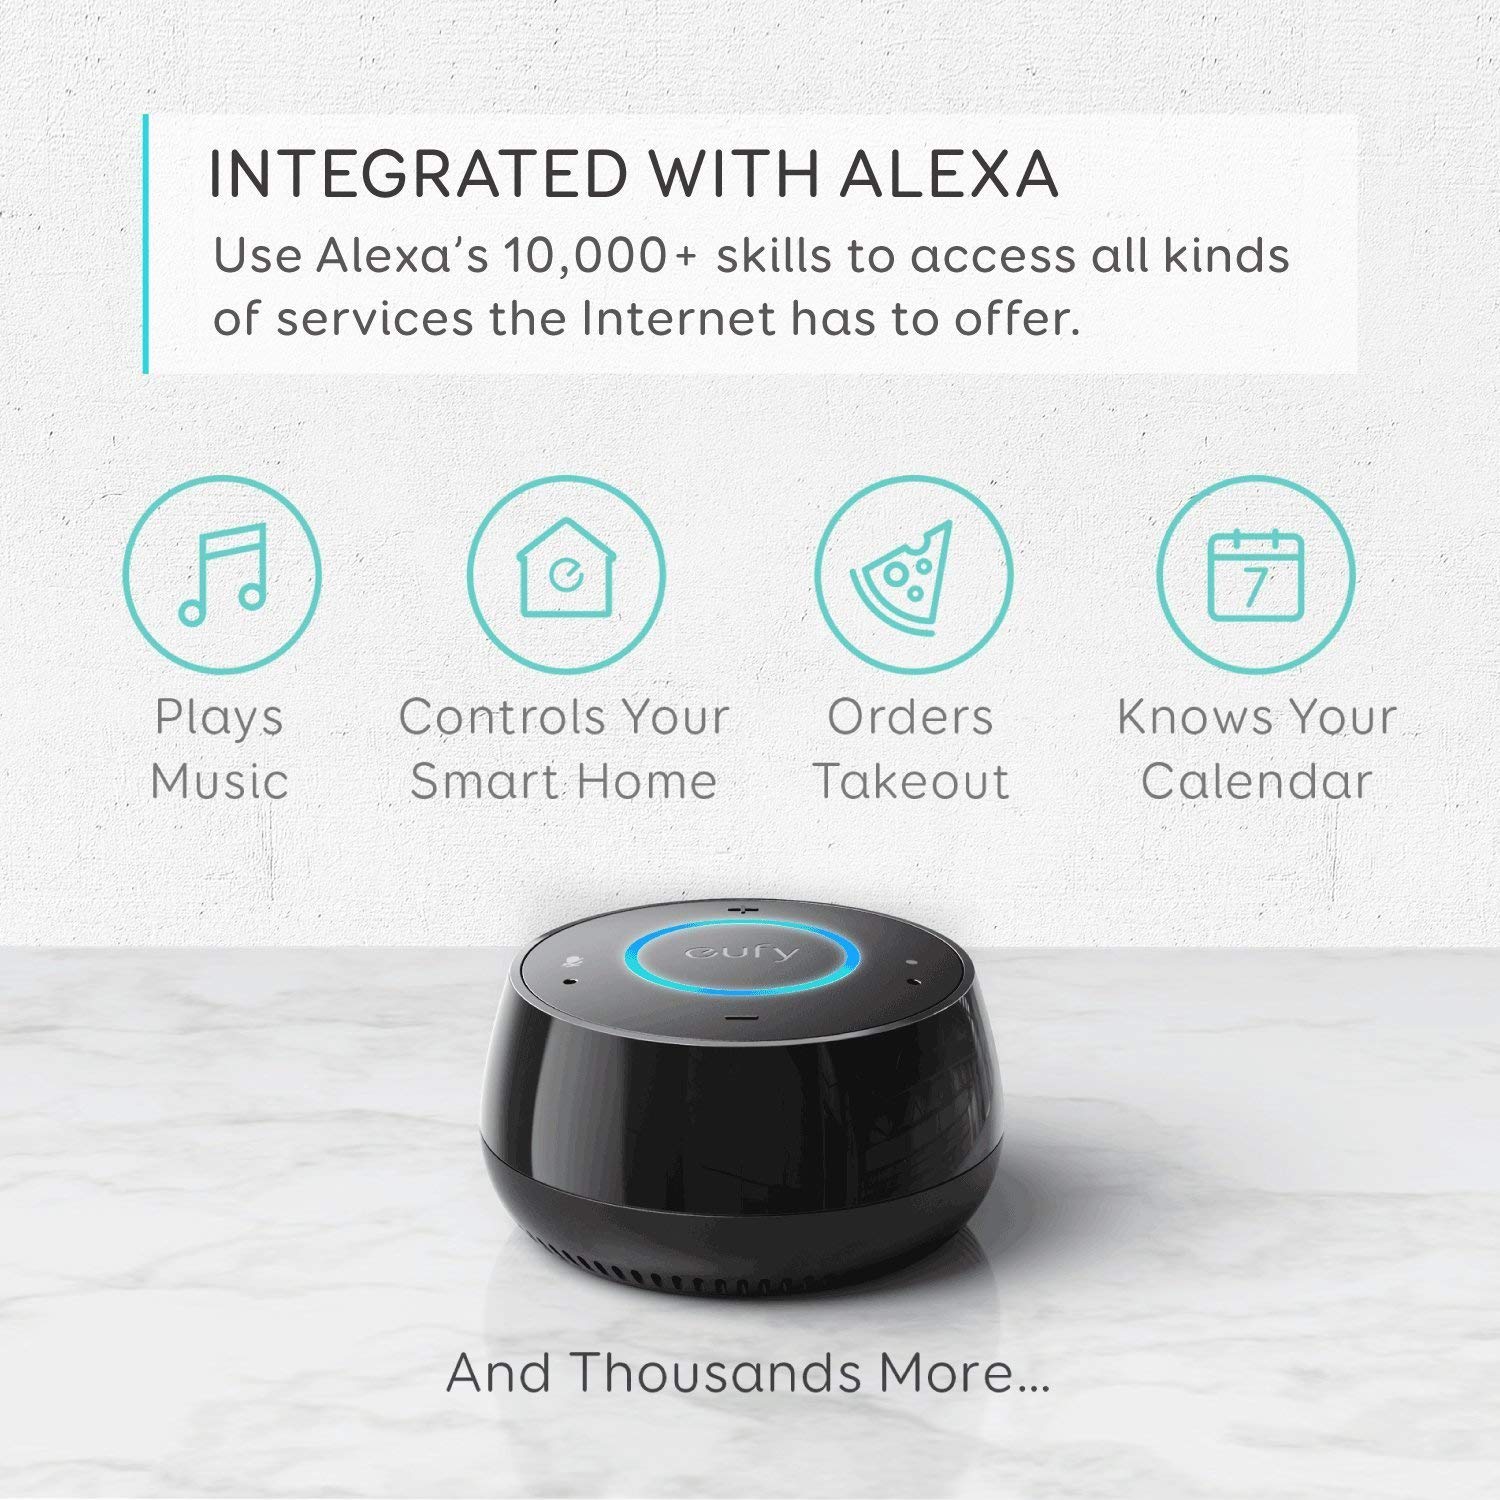 INTEGRATED WITH ALEXA
Use Alexa's 10,000+ skills to access all kinds
of services the Internet has to offer.
7
Plays
Music
Controls Your
Smart Home
Orders
Takeout
Knows Your
Calendar
+
eufy
−
And Thousands More...